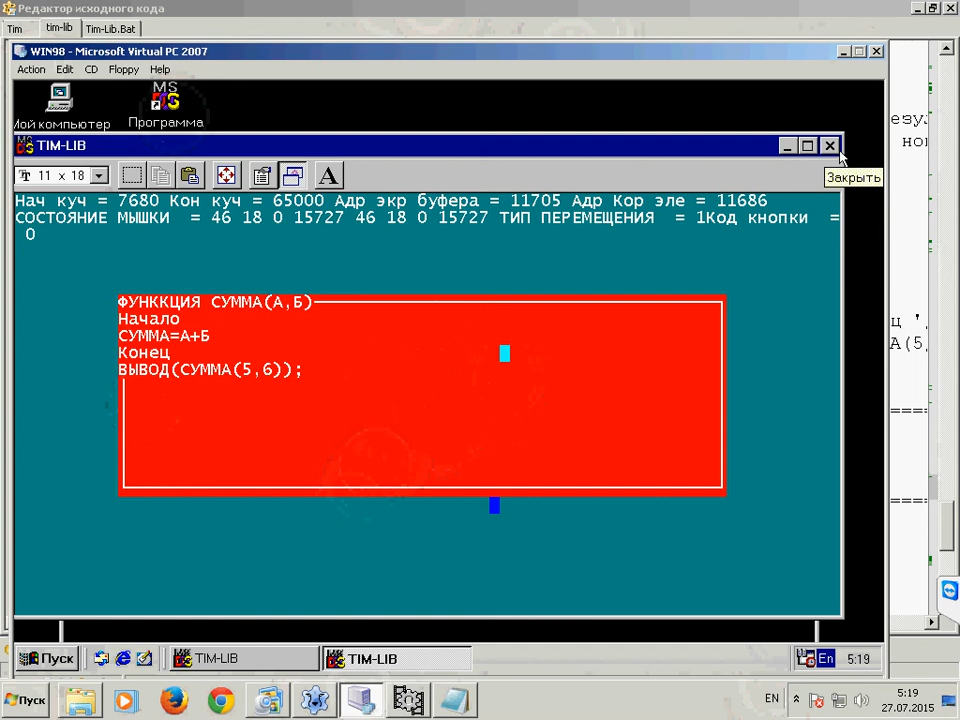 Редактор исходного кода
Tim tim-lib Tim-Lib.Bat
WIN98 - Microsoft Virtual PC 2007
Action Edit CD Floppy Help
езул
Мой компьютер Программа
ног
TIM-LIB
11 x 18 A
Закрыть
Нач куч = 7680 Кон куч = 65000 Адр экр буфера = 11705 Адр Кор эле = 11686
СОСТОЯНИЕ МЫШКИ = 46 18 0 15727 46 18 0 15727 ТИП ПЕРЕМЕЩЕНИЯ = 1Код кнопки =
0
ФУНККЦИЯ СУММА(А,Б)
Начало
СУММА=А+Б
Конец
ВЫВОД(СУММА(5,6));
ц ',
А(5,
====
====
Пуск TIM-LIB TIM-LIB En 5:19
Пуск EN 5:19
27.07.2015